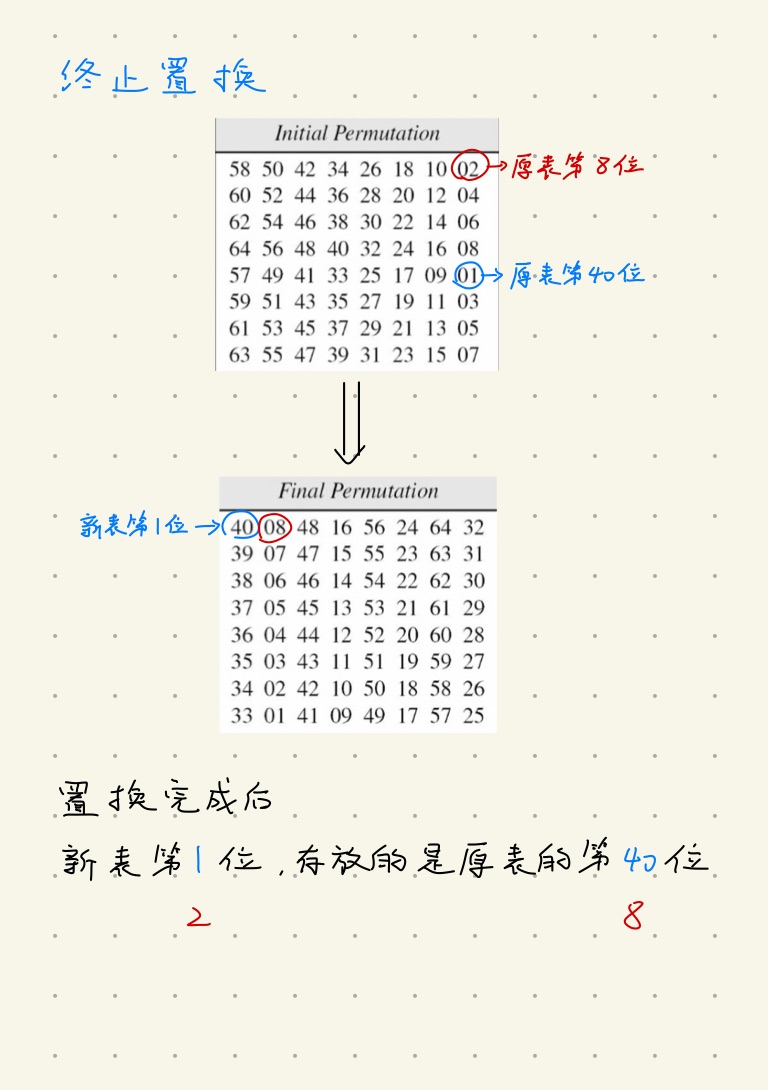 终止置换
Initial Permutation
58 50 42 34 26 18 10 02 →原表第8位
60 52 44 36 28 20 12 04
62 54 46 38 30 22 14 06
64 56 48 40 32 24 16 08
57 49 41 33 25 17 09 01 →原表第40位
59 51 43 35 27 19 11 03
61 53 45 37 29 21 13 05
63 55 47 39 31 23 15 07
Final Permutation
新表第1位→ 40 08 48 16 56 24 64 32
39 07 47 15 55 23 63 31
38 06 46 14 54 22 62 30
37 05 45 13 53 21 61 29
36 04 44 12 52 20 60 28
35 03 43 11 51 19 59 27
34 02 42 10 50 18 58 26
33 01 41 09 49 17 57 25
置换完成后
新表第1位,存放的是原表的第40位
2 8